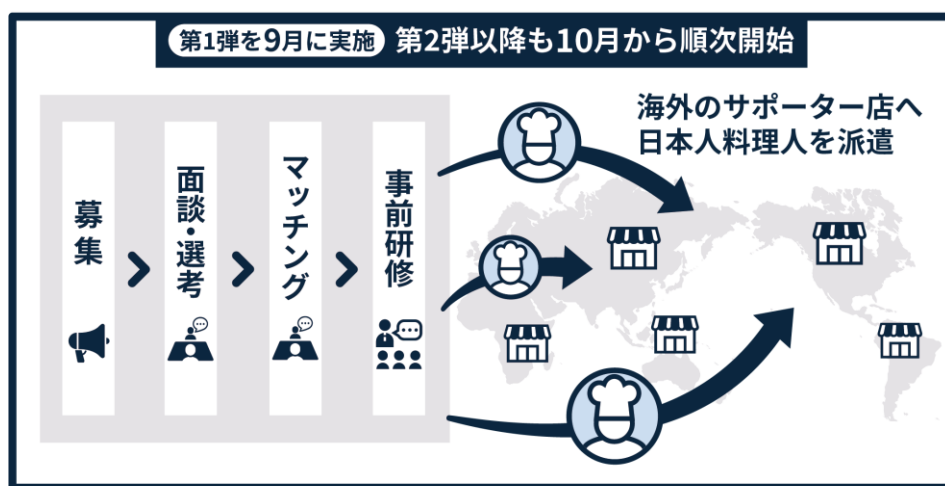 第1弾を9月に実施 第2弾以降も10月から順次開始
海外のサポーター店へ
日本人料理人を派遣
募集
面談・選考
マッチング
事前研修